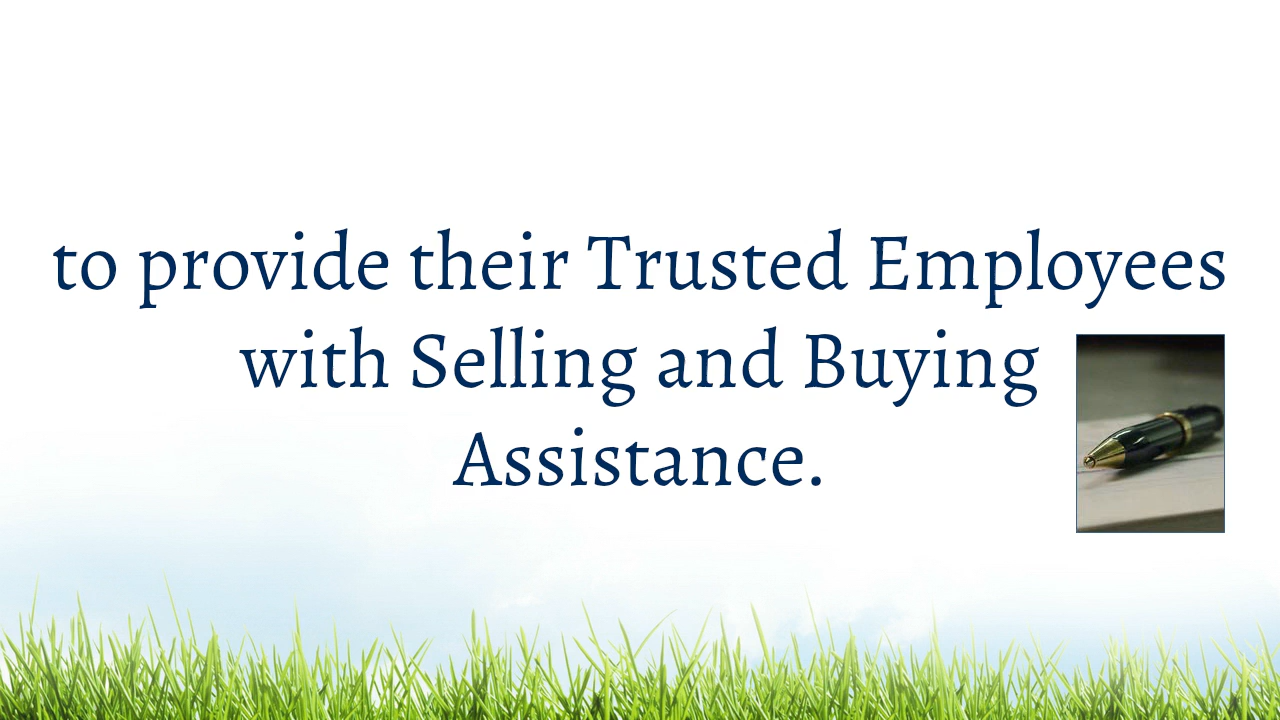 to provide their Trusted Employees
with Selling and Buying
Assistance.